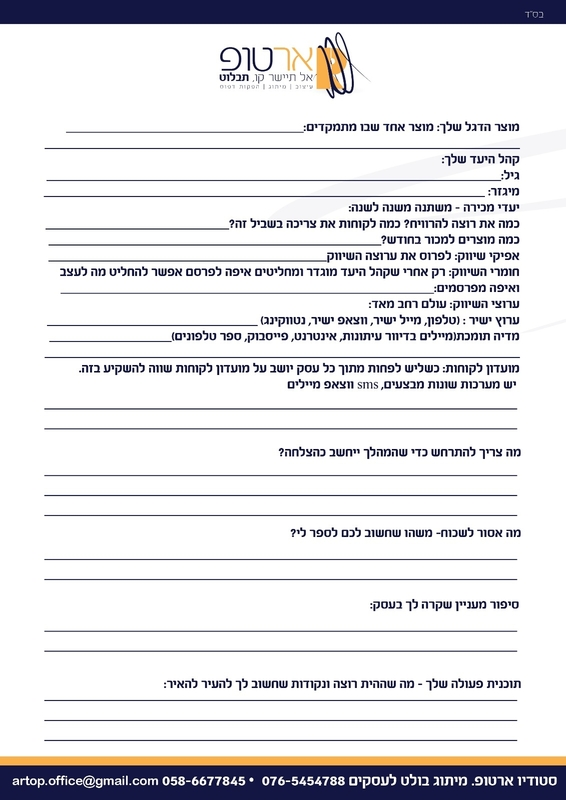 בס"ד
ארטופ
אל תיישר קו, תבלוט
עיצוב | מיתוג | הפקות דפוס
מוצר הדגל שלך: מוצר אחד שבו מתמקדים:
קהל היעד שלך:
גיל:
מיגזר:
יעדי מכירה - משתנה משנה לשנה:
כמה את רוצה להרוויח? כמה לקוחות את צריכה בשביל זה?
כמה מוצרים למכור בחודש?
אפיקי שיווק: לפרוס את ערוצה השיווק
חומרי השיווק: רק אחרי שקהל היעד מוגדר ומחליטים איפה לפרסם אפשר להחליט מה לעצב
ואיפה מפרסמים:
ערוצי השיווק: עולם רחב מאד:
ערוץ ישיר : (טלפון, מייל ישיר, ווצאפ ישיר, נטווקינג)
מדיה תומכת(מיילים בדיוור עיתונות, אינטרנט, פייסבוק, ספר טלפונים)
מועדון לקוחות: כשליש לפחות מתוך כל עסק יושב על מועדון לקוחות שווה להשקיע בזה.
יש מערכות שונות מבצעים, sms ווצאפ מיילים
מה צריך להתרחש כדי שהמהלך ייחשב כהצלחה?
מה אסור לשכוח- משהו שחשוב לכם לספר לי?
סיפור מעניין שקרה לך בעסק:
תוכנית פעולה שלך - מה שההית רוצה ונקודות שחשוב לך להעיר להאיר:
סטודיו ארטופ. מיתוג בולט לעסקים 076-5454788 • 058-6677845 artop.office@gmail.com